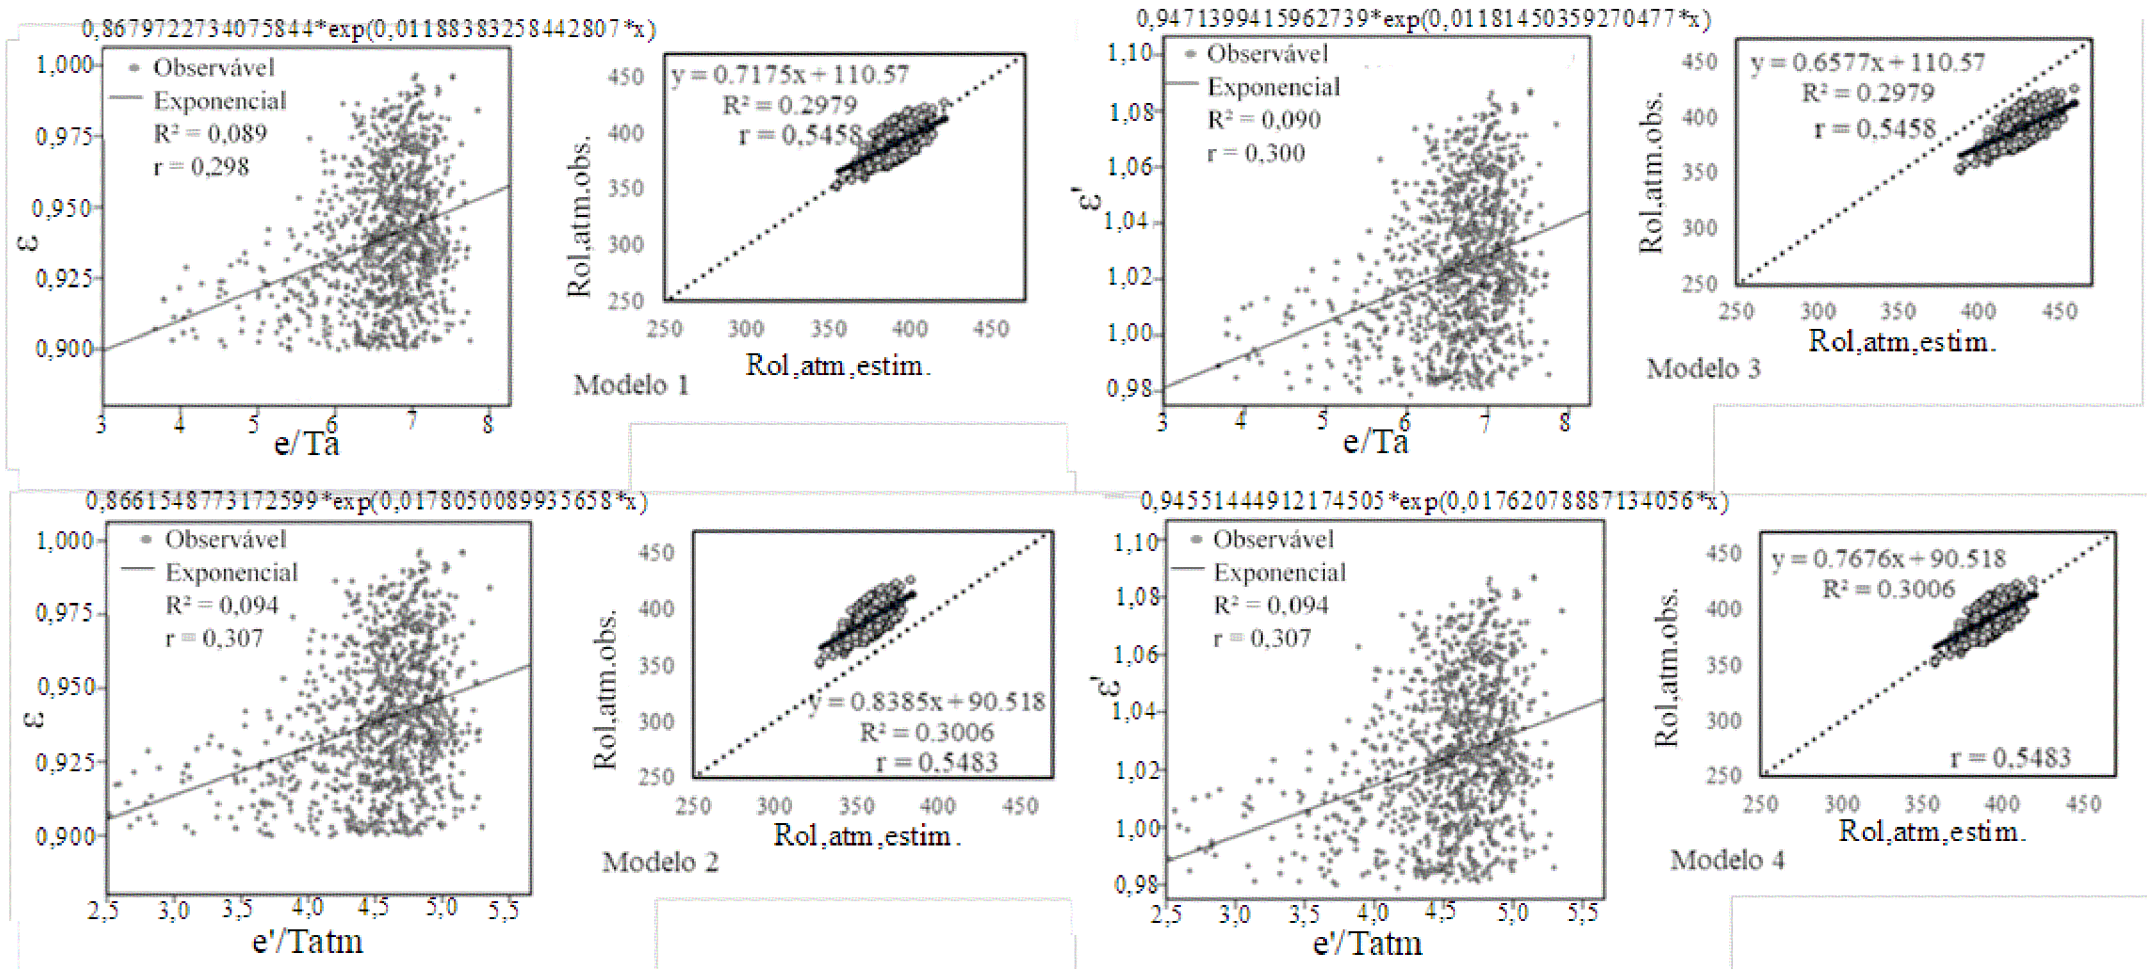 0,8679722734075844*exp(0,011883832584428​07*x)
1,000
0,975
0,950
0,925
0,900
ε
Observável
Exponencial
R² = 0,089
r = 0,298
3 4 5 6 7 8
e/Ta
y = 0.7175x + 110.57
R² = 0.2979
r = 0.5458
450
400
350
300
250
Rol,atm.obs.
250 300 350 400 450
Rol,atm,estim.
Modelo 1
0,9471399415962739*exp(0,01181450359270477*x)
1,10
1,08
1,06
1,04
1,02
1,00
0,98
ε'
Observável
Exponencial
R² = 0,090
r = 0,300
3 4 5 6 7 8
e/Ta
y = 0.6577x + 110.57
R² = 0.2979
r = 0,5458
450
400
350
300
250
Rol,atm.obs.
250 300 350 400 450
Rol,atm,estim.
Modelo 3
0,8661548773172599*exp(0,0178050089935658*x)
1,000
0,975
0,950
0,925
0,900
ε
Observável
Exponencial
R² = 0,094
r = 0,307
2,5 3,0 3,5 4,0 4,5 5,0 5,5
e'/Tatm
450
400
350
300
250
Rol,atm.obs.
y = 0.8385x + 90.518
R² = 0.3006
r = 0.5483
250 300 350 400 450
Rol,atm,estim.
Modelo 2
0,9455144912174505*exp(0,01762078887134056*x)
1,10
1,08
1,06
1,04
1,02
1,00
0,98
ε'
Observável
Exponencial
R² = 0,094
r = 0,307
2,5 3,0 3,5 4,0 4,5 5,0 5,5
e'/Tatm
y = 0.7676x + 90.518
R² = 0.3006
450
400
350
300
250
Rol,atm.obs.
r = 0.5483
250 300 350 400 450
Rol,atm,estim.
Modelo 4